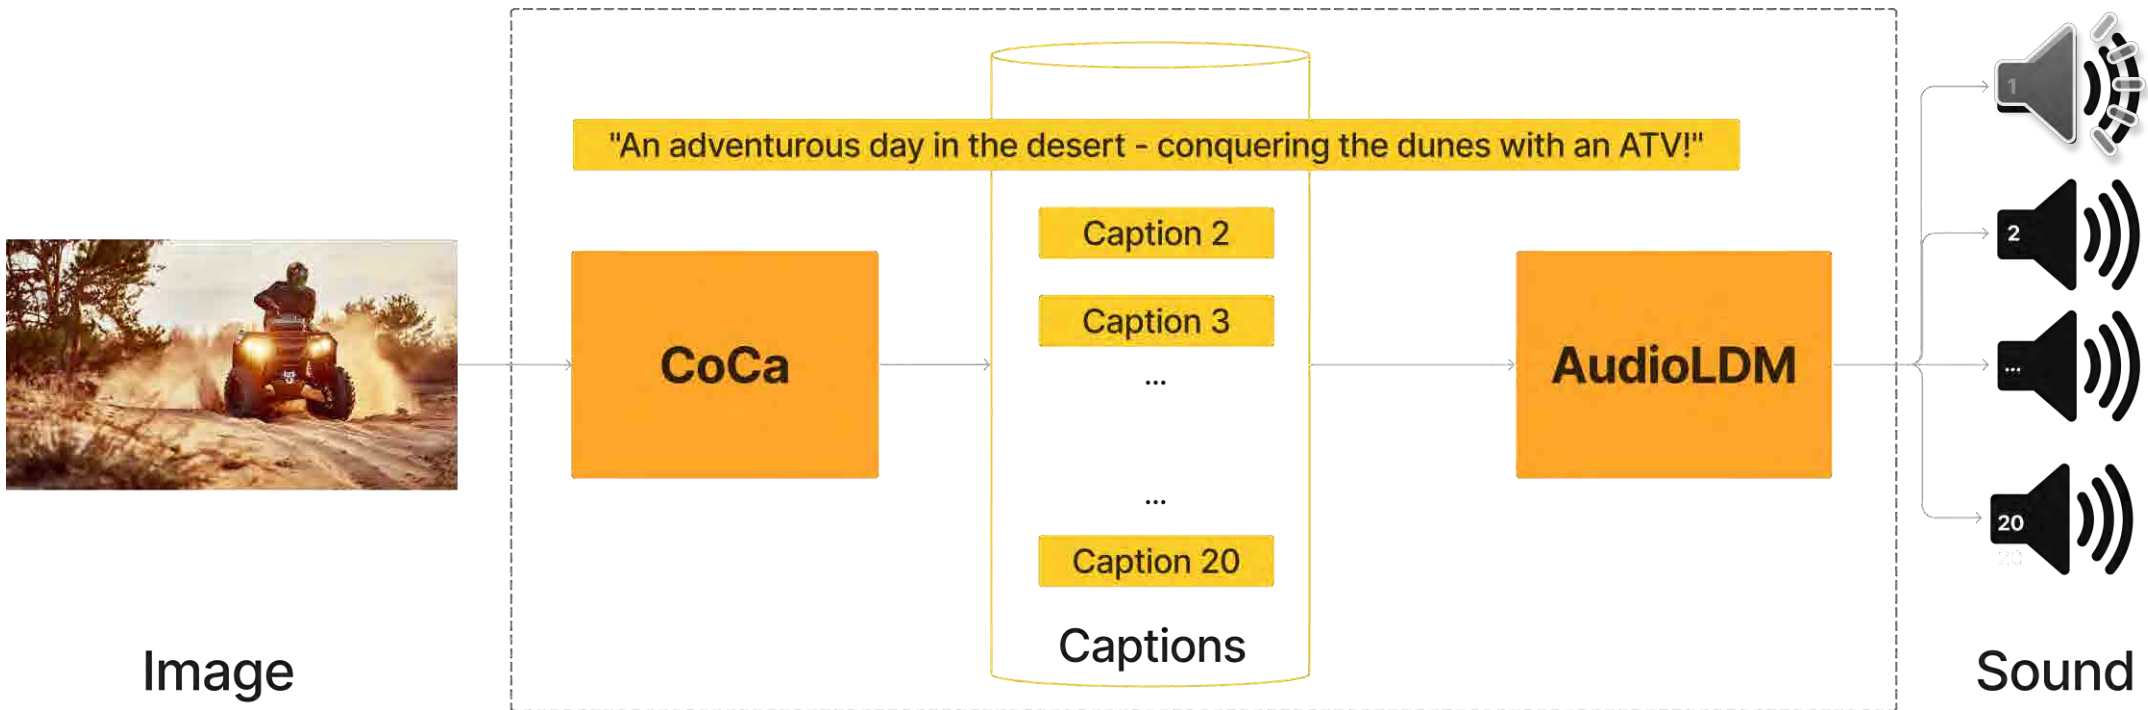 "An adventurous day in the desert - conquering the dunes with an ATV!"
Caption 2
Caption 3
...
...
Caption 20
Captions
CoCa
AudioLDM
Image
Sound
1
2
...
20